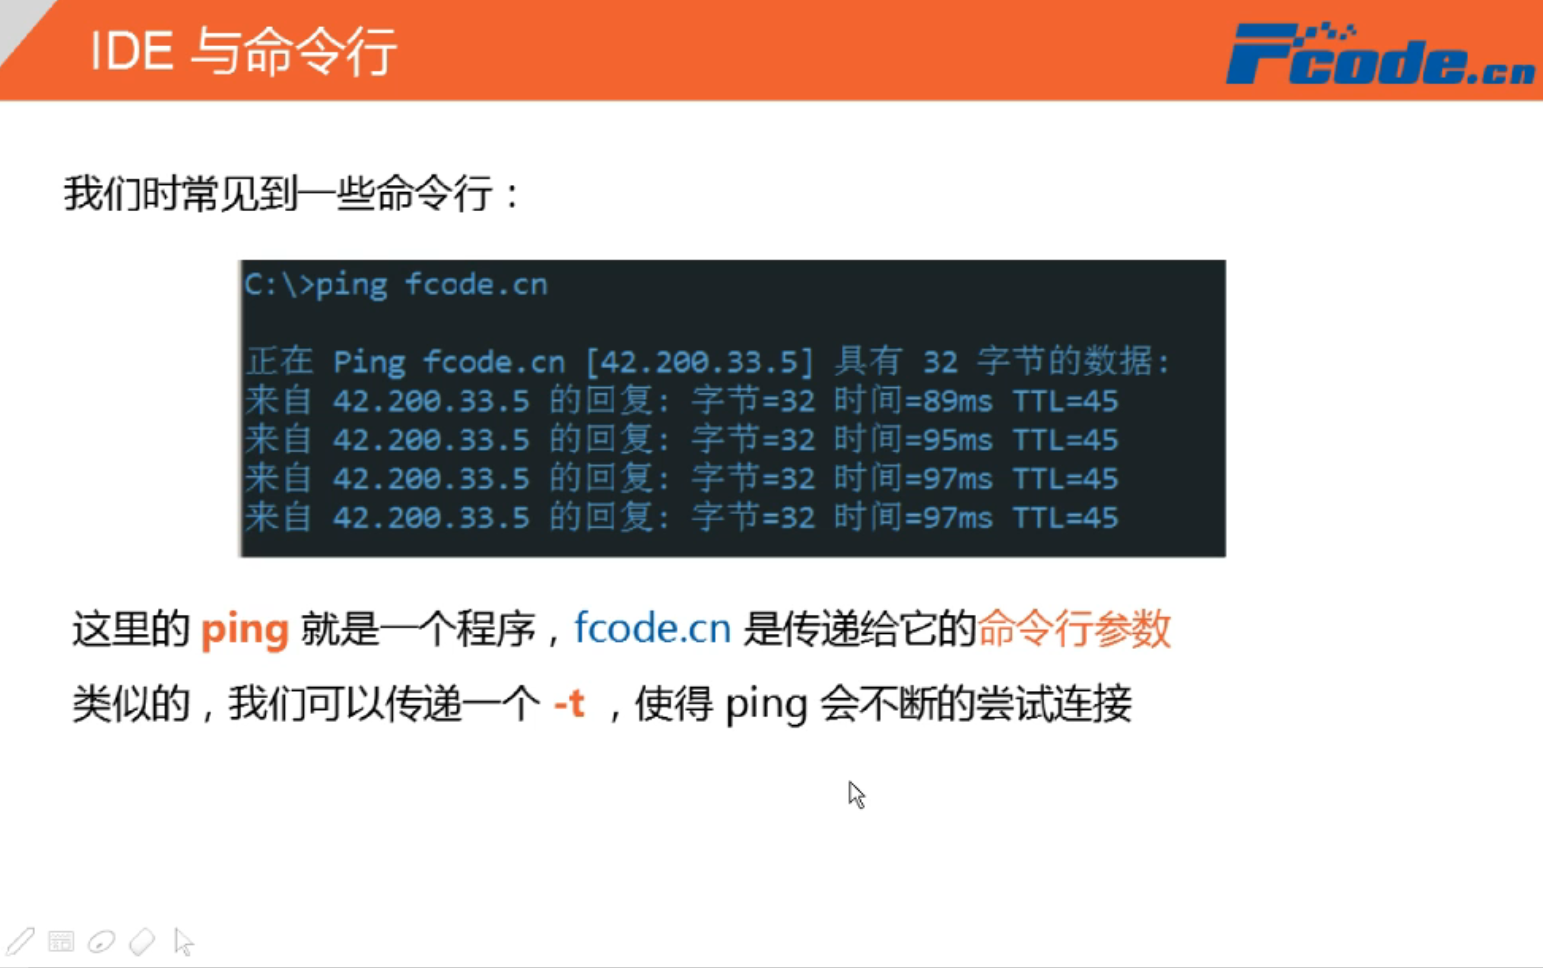 IDE 与命令行
Fcode.cn
我们时常见到一些命令行：
C:\>ping fcode.cn
正在 Ping fcode.cn [42.200.33.5] 具有 32 字节的数据:
来自 42.200.33.5 的回复: 字节=32 时间=89ms TTL=45
来自 42.200.33.5 的回复: 字节=32 时间=95ms TTL=45
来自 42.200.33.5 的回复: 字节=32 时间=97ms TTL=45
来自 42.200.33.5 的回复: 字节=32 时间=97ms TTL=45
这里的 ping 就是一个程序，fcode.cn 是传递给它的命令行参数
类似的，我们可以传递一个 -t ，使得 ping 会不断的尝试连接